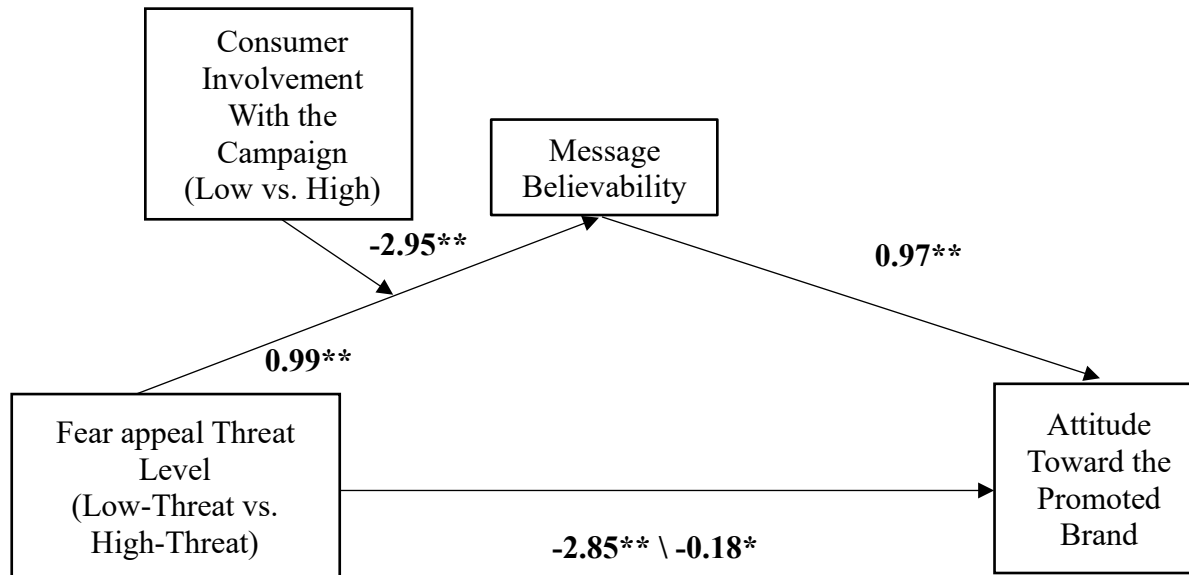 Consumer
Involvement
With the
Campaign
(Low vs. High)
Message
Believability
-2.95**
0.97**
0.99**
Fear appeal Threat
Level
(Low-Threat vs.
High-Threat)
Attitude
Toward the
Promoted
Brand
-2.85** \ -0.18*